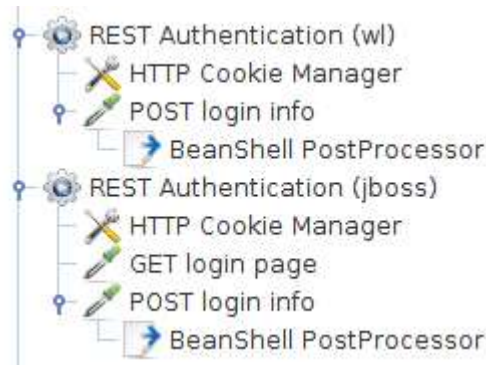 REST Authentication (wl)
HTTP Cookie Manager
POST login info
BeanShell PostProcessor
REST Authentication (jboss)
HTTP Cookie Manager
GET login page
POST login info
BeanShell PostProcessor